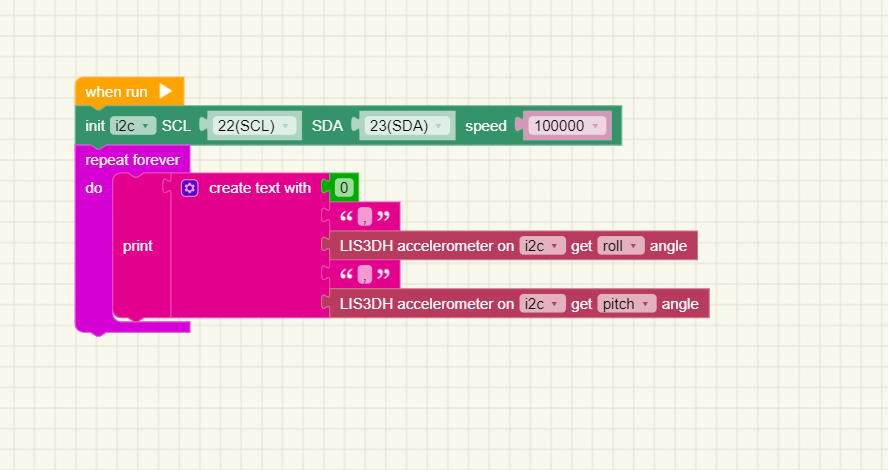 when run
init i2c SCL 22(SCL) SDA 23(SDA) speed 100000
repeat forever
do print create text with 0
“ , ”
LIS3DH accelerometer on i2c get roll angle
“ , ”
LIS3DH accelerometer on i2c get pitch angle